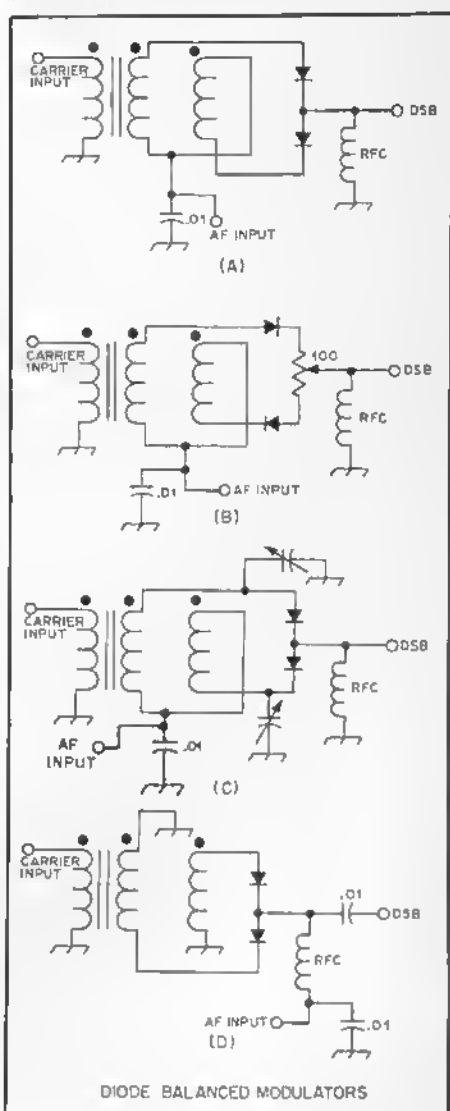 CARRIER
INPUT
DSB
RFC
.01
AF INPUT
(A)
CARRIER
INPUT
100
DSB
RFC
.01
AF INPUT
(B)
CARRIER
INPUT
DSB
RFC
AF
INPUT
.01
(C)
CARRIER
INPUT
.01
DSB
RFC
AF INPUT
.01
(D)
DIODE BALANCED MODULATORS